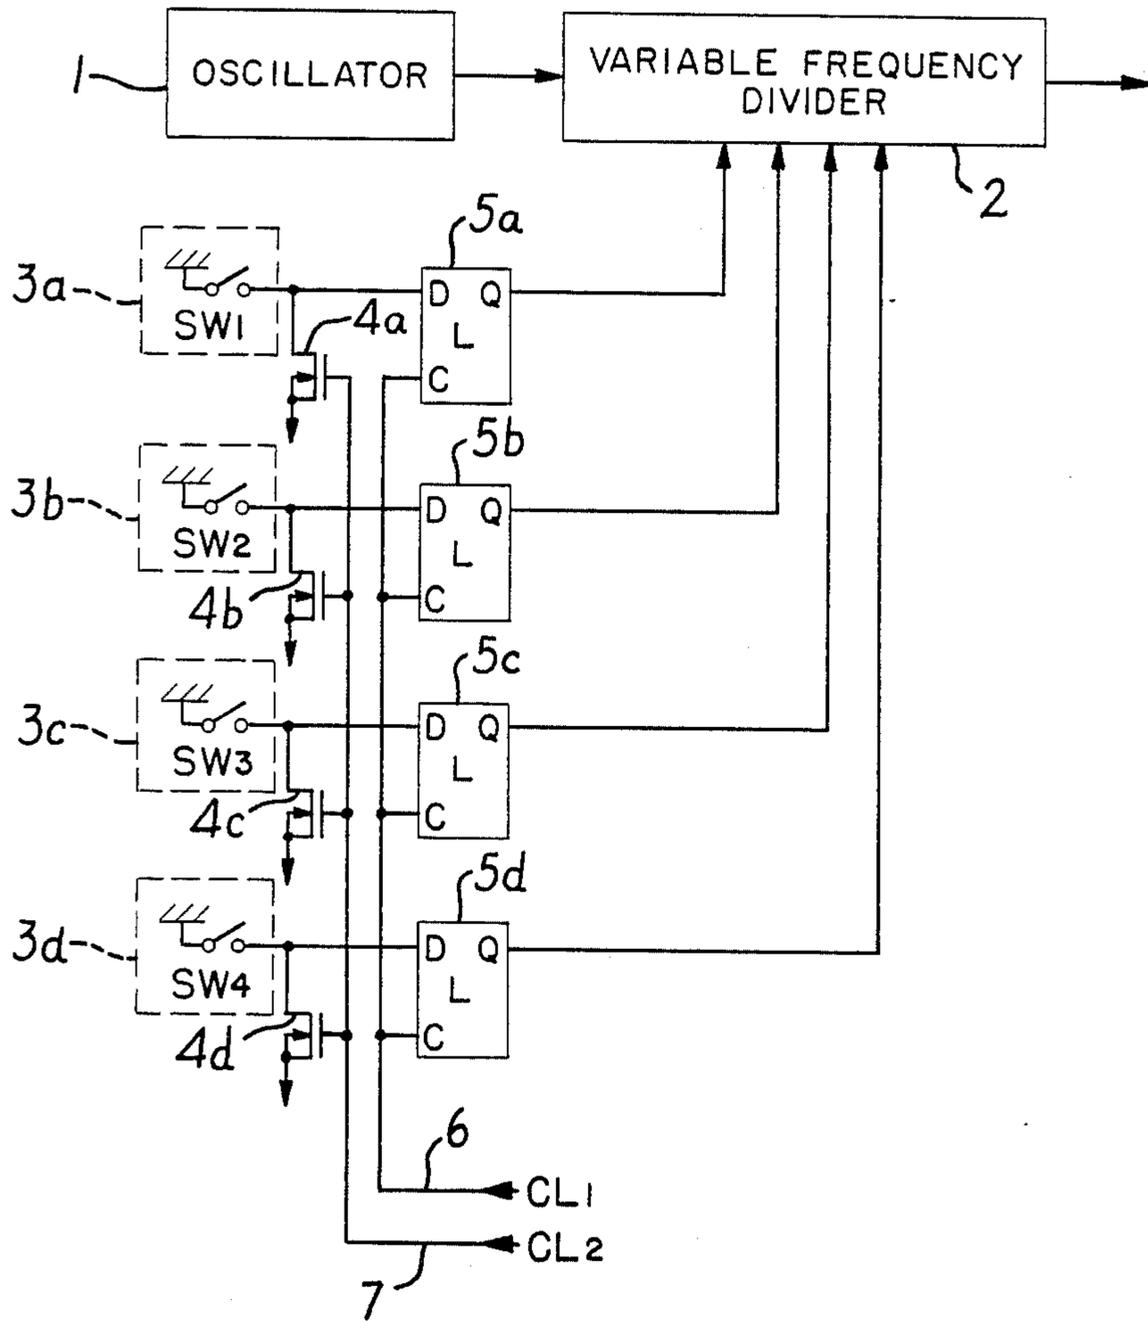 1
OSCILLATOR
VARIABLE FREQUENCY
DIVIDER
2
5a
3a
D Q
SW1
4a
L
C
5b
3b
D Q
SW2
L
4b
C
5c
3c
D Q
SW3
L
4c
C
5d
3d
D Q
SW4
L
4d
C
6
CL1
CL2
7